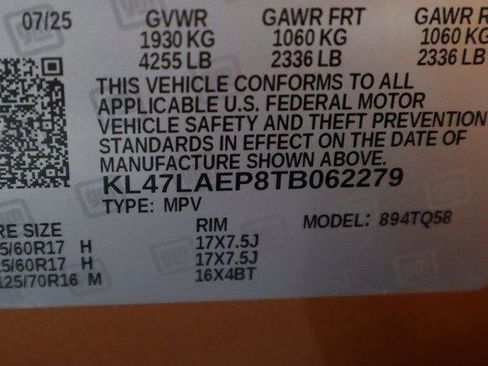 07/25 GVWR GAWR FRT GAWR
1930 KG 1060 KG 1060 KG
4255 LB 2336 LB 2336 LB
THIS VEHICLE CONFORMS TO ALL
APPLICABLE U.S. FEDERAL MOTOR
VEHICLE SAFETY AND THEFT PREVENTION
STANDARDS IN EFFECT ON THE DATE OF
MANUFACTURE SHOWN ABOVE.
KL47LAEP8TB062279
TYPE: MPV MODEL: 894TQ58
RE SIZE RIM
5/60R17 H 17X7.5J
5/60R17 H 17X7.5J
125/70R16 M 16X4BT